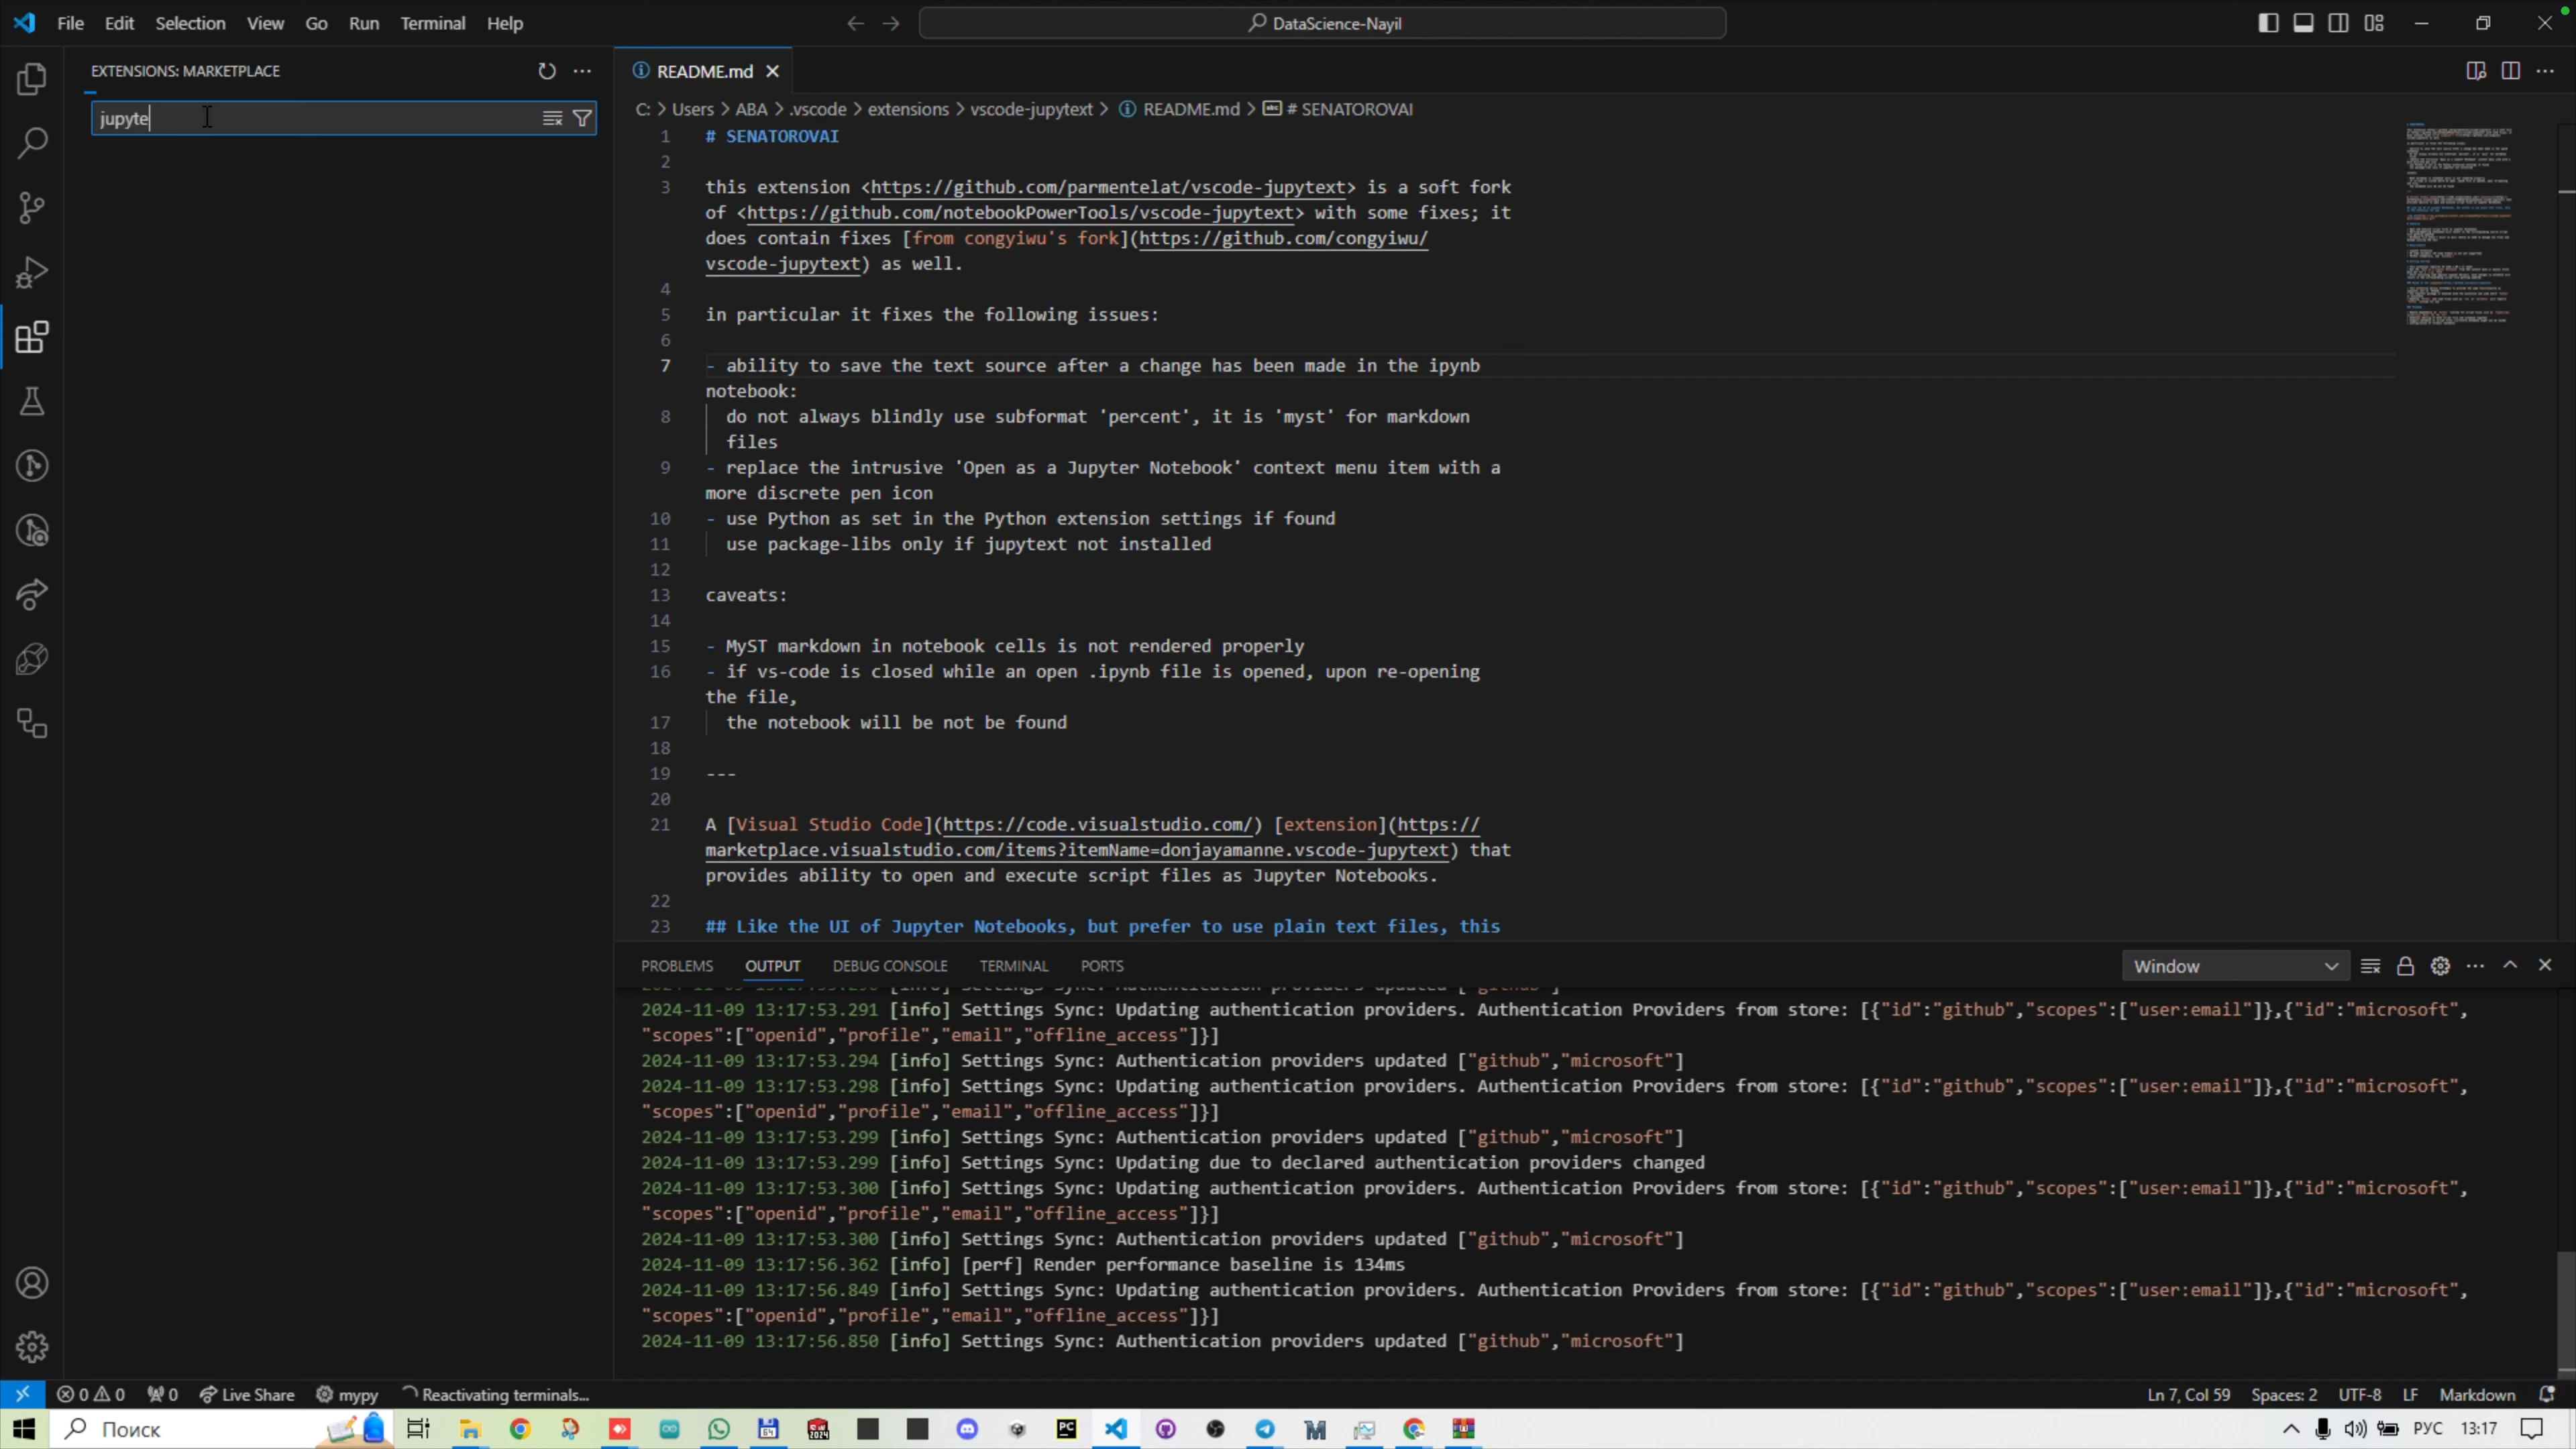 File Edit Selection View Go Run Terminal Help
DataScience-Nayil
EXTENSIONS: MARKETPLACE
jupyte
README.md
C: > Users > ABA > .vscode > extensions > vscode-jupytext > README.md > # SENATOROVAI
1 # SENATOROVAI
2
3 this extension <https://github.com/parmentelat/vscode-jupytext> is a soft fork
of <https://github.com/notebookPowerTools/vscode-jupytext> with some fixes; it
does contain fixes [from congyiwu's fork](https://github.com/congyiwu/
vscode-jupytext) as well.
4
5 in particular it fixes the following issues:
6
7 - ability to save the text source after a change has been made in the ipynb
notebook:
8 do not always blindly use subformat 'percent', it is 'myst' for markdown
files
9 - replace the intrusive 'Open as a Jupyter Notebook' context menu item with a
more discrete pen icon
10 - use Python as set in the Python extension settings if found
11 use package-libs only if jupytext not installed
12
13 caveats:
14
15 - MyST markdown in notebook cells is not rendered properly
16 - if vs-code is closed while an open .ipynb file is opened, upon re-opening
the file,
17 the notebook will be not be found
18
19 ---
20
21 A [Visual Studio Code](https://code.visualstudio.com/) [extension](https://
marketplace.visualstudio.com/items?itemName=donjayamanne.vscode-jupytext) that
provides ability to open and execute script files as Jupyter Notebooks.
22
23 ## Like the UI of Jupyter Notebooks, but prefer to use plain text files, this
PROBLEMS OUTPUT DEBUG CONSOLE TERMINAL PORTS
Window
2024-11-09 13:17:53.291 [info] Settings Sync: Updating authentication providers. Authentication Providers from store: [{"id":"github","scopes":["user:email"]},{"id":"microsoft",
"scopes":["openid","profile","email","offline_access"]}]
2024-11-09 13:17:53.294 [info] Settings Sync: Authentication providers updated ["github","microsoft"]
2024-11-09 13:17:53.298 [info] Settings Sync: Updating authentication providers. Authentication Providers from store: [{"id":"github","scopes":["user:email"]},{"id":"microsoft",
"scopes":["openid","profile","email","offline_access"]}]
2024-11-09 13:17:53.299 [info] Settings Sync: Authentication providers updated ["github","microsoft"]
2024-11-09 13:17:53.299 [info] Settings Sync: Updating due to declared authentication providers changed
2024-11-09 13:17:53.300 [info] Settings Sync: Updating authentication providers. Authentication Providers from store: [{"id":"github","scopes":["user:email"]},{"id":"microsoft",
"scopes":["openid","profile","email","offline_access"]}]
2024-11-09 13:17:53.300 [info] Settings Sync: Authentication providers updated ["github","microsoft"]
2024-11-09 13:17:56.362 [info] [perf] Render performance baseline is 134ms
2024-11-09 13:17:56.849 [info] Settings Sync: Updating authentication providers. Authentication Providers from store: [{"id":"github","scopes":["user:email"]},{"id":"microsoft",
"scopes":["openid","profile","email","offline_access"]}]
2024-11-09 13:17:56.850 [info] Settings Sync: Authentication providers updated ["github","microsoft"]
0 0 0 Live Share mypy Reactivating terminals...
Ln 7, Col 59 Spaces: 2 UTF-8 LF Markdown
Поиск
РУС 13:17